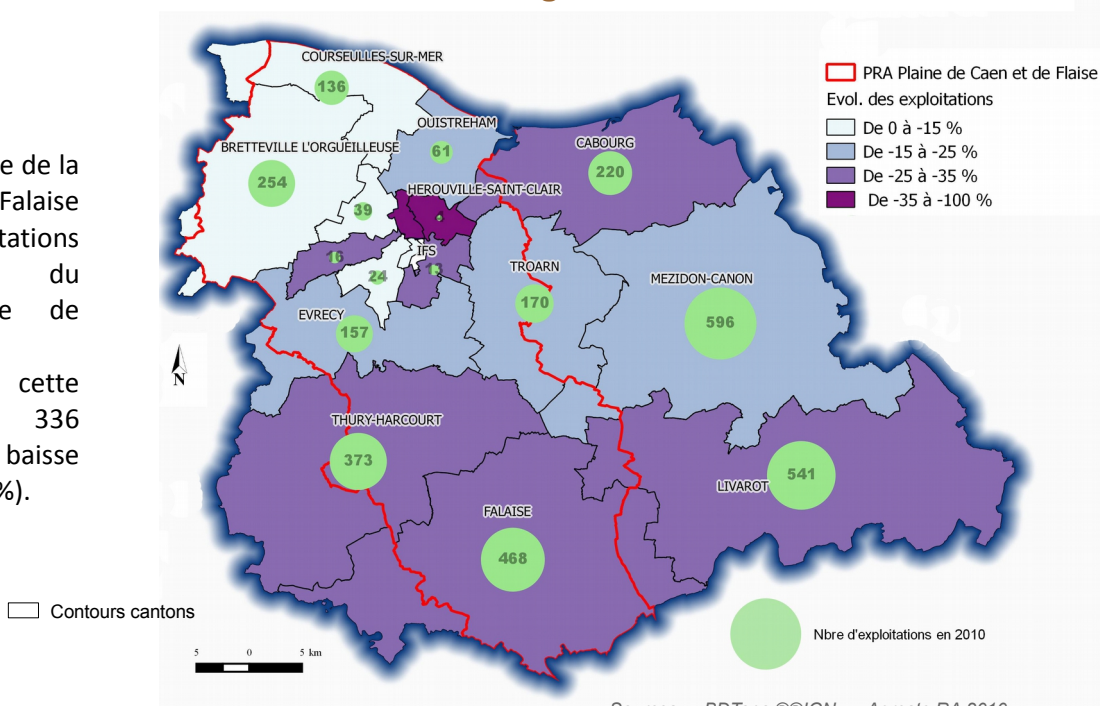 COURSEULLES-SUR-MER
136
OUISTREHAM
61
BRETTEVILLE L'ORGUEILLEUSE
254
CABOURG
220
HEROUVILLE-SAINT-CLAIR
39
IFS
16
24
13
TROARN
170
MEZIDON-CANON
596
EVRECY
157
THURY-HARCOURT
373
LIVAROT
541
FALAISE
468
PRA Plaine de Caen et de Flaise
Evol. des exploitations
De 0 à -15 %
De -15 à -25 %
De -25 à -35 %
De -35 à -100 %
e de la
Falaise
tations
du
e de
cette
336
baisse
%).
N
Contours cantons
5 0 5 km
Nbre d'exploitations en 2010